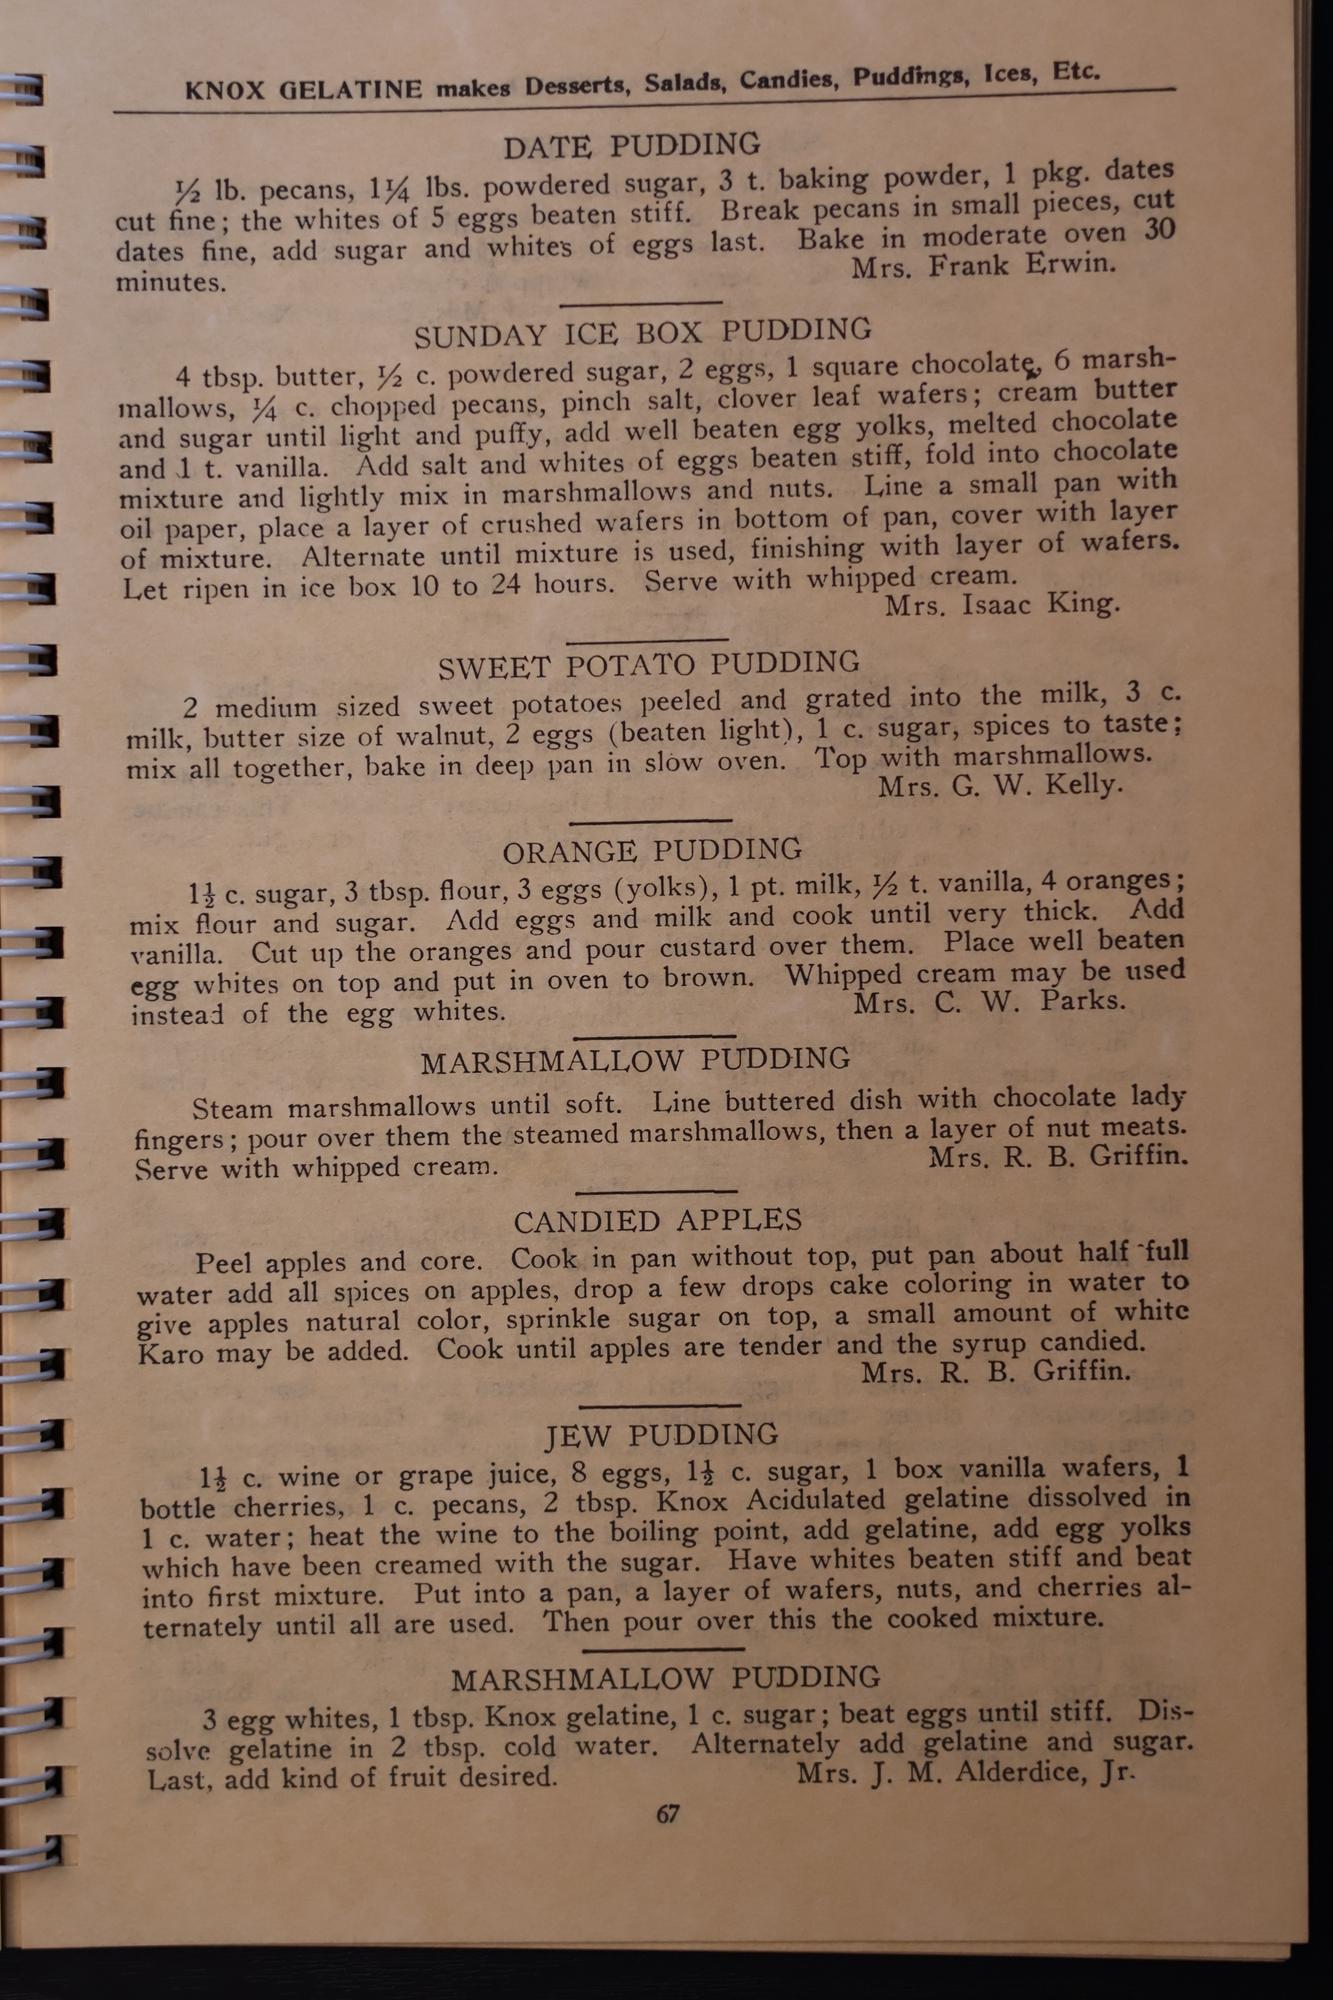 KNOX GELATINE makes Desserts, Salads, Candies, Puddings, Ices, Etc.
DATE PUDDING
½ lb. pecans, 1¼ lbs. powdered sugar, 3 t. baking powder, 1 pkg. dates
cut fine; the whites of 5 eggs beaten stiff. Break pecans in small pieces, cut
dates fine, add sugar and whites of eggs last. Bake in moderate oven 30
minutes. Mrs. Frank Erwin.
SUNDAY ICE BOX PUDDING
4 tbsp. butter, ½ c. powdered sugar, 2 eggs, 1 square chocolate, 6 marsh-
mallows, ¼ c. chopped pecans, pinch salt, clover leaf wafers; cream butter
and sugar until light and puffy, add well beaten egg yolks, melted chocolate
and 1 t. vanilla. Add salt and whites of eggs beaten stiff, fold into chocolate
mixture and lightly mix in marshmallows and nuts. Line a small pan with
oil paper, place a layer of crushed wafers in bottom of pan, cover with layer
of mixture. Alternate until mixture is used, finishing with layer of wafers.
Let ripen in ice box 10 to 24 hours. Serve with whipped cream.
Mrs. Isaac King.
SWEET POTATO PUDDING
2 medium sized sweet potatoes peeled and grated into the milk, 3 c.
milk, butter size of walnut, 2 eggs (beaten light), 1 c. sugar, spices to taste;
mix all together, bake in deep pan in slow oven. Top with marshmallows.
Mrs. G. W. Kelly.
ORANGE PUDDING
1½ c. sugar, 3 tbsp. flour, 3 eggs (yolks), 1 pt. milk, ½ t. vanilla, 4 oranges;
mix flour and sugar. Add eggs and milk and cook until very thick. Add
vanilla. Cut up the oranges and pour custard over them. Place well beaten
egg whites on top and put in oven to brown. Whipped cream may be used
instead of the egg whites. Mrs. C. W. Parks.
MARSHMALLOW PUDDING
Steam marshmallows until soft. Line buttered dish with chocolate lady
fingers; pour over them the steamed marshmallows, then a layer of nut meats.
Serve with whipped cream. Mrs. R. B. Griffin.
CANDIED APPLES
Peel apples and core. Cook in pan without top, put pan about half full
water add all spices on apples, drop a few drops cake coloring in water to
give apples natural color, sprinkle sugar on top, a small amount of white
Karo may be added. Cook until apples are tender and the syrup candied.
Mrs. R. B. Griffin.
JEW PUDDING
1½ c. wine or grape juice, 8 eggs, 1½ c. sugar, 1 box vanilla wafers, 1
bottle cherries, 1 c. pecans, 2 tbsp. Knox Acidulated gelatine dissolved in
1 c. water; heat the wine to the boiling point, add gelatine, add egg yolks
which have been creamed with the sugar. Have whites beaten stiff and beat
into first mixture. Put into a pan, a layer of wafers, nuts, and cherries al-
ternately until all are used. Then pour over this the cooked mixture.
MARSHMALLOW PUDDING
3 egg whites, 1 tbsp. Knox gelatine, 1 c. sugar; beat eggs until stiff. Dis-
solve gelatine in 2 tbsp. cold water. Alternately add gelatine and sugar.
Last, add kind of fruit desired. Mrs. J. M. Alderdice, Jr.
67